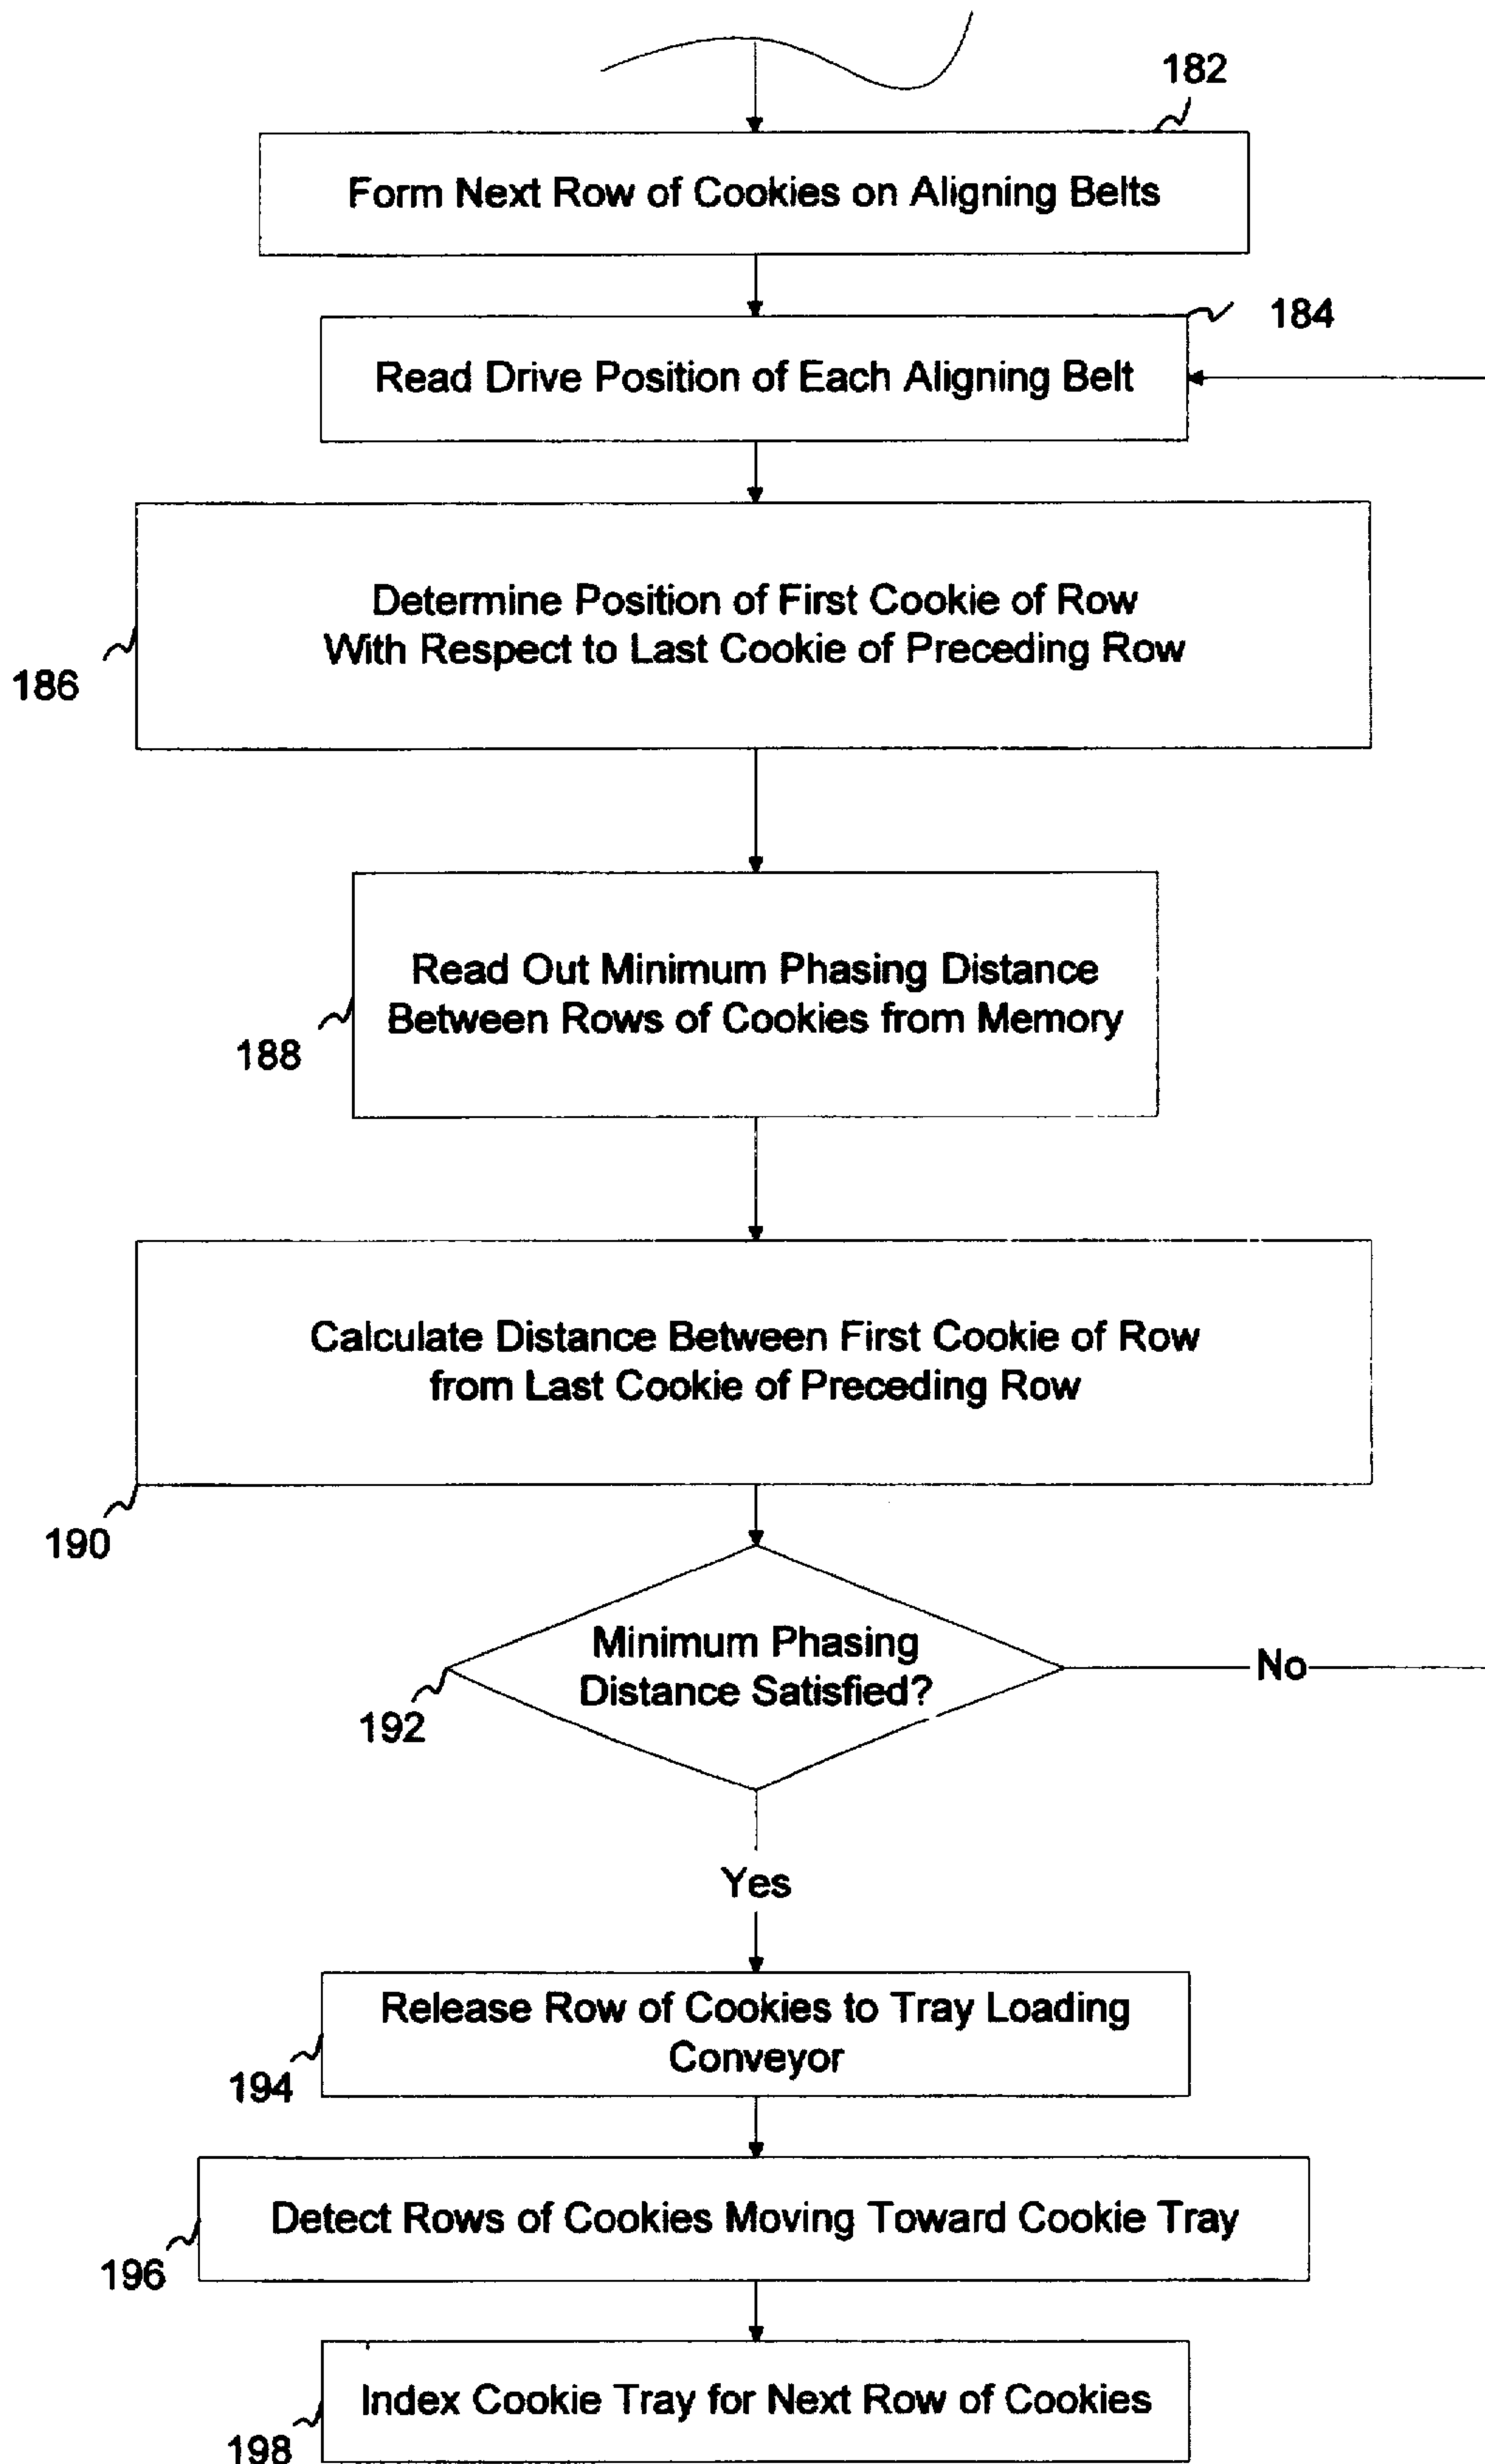 182
Form Next Row of Cookies on Aligning Belts
184
Read Drive Position of Each Aligning Belt
Determine Position of First Cookie of Row
With Respect to Last Cookie of Preceding Row
186
Read Out Minimum Phasing Distance
Between Rows of Cookies from Memory
188
Calculate Distance Between First Cookie of Row
from Last Cookie of Preceding Row
190
Minimum Phasing
Distance Satisfied?
No
192
Yes
Release Row of Cookies to Tray Loading
Conveyor
194
Detect Rows of Cookies Moving Toward Cookie Tray
196
Index Cookie Tray for Next Row of Cookies
198